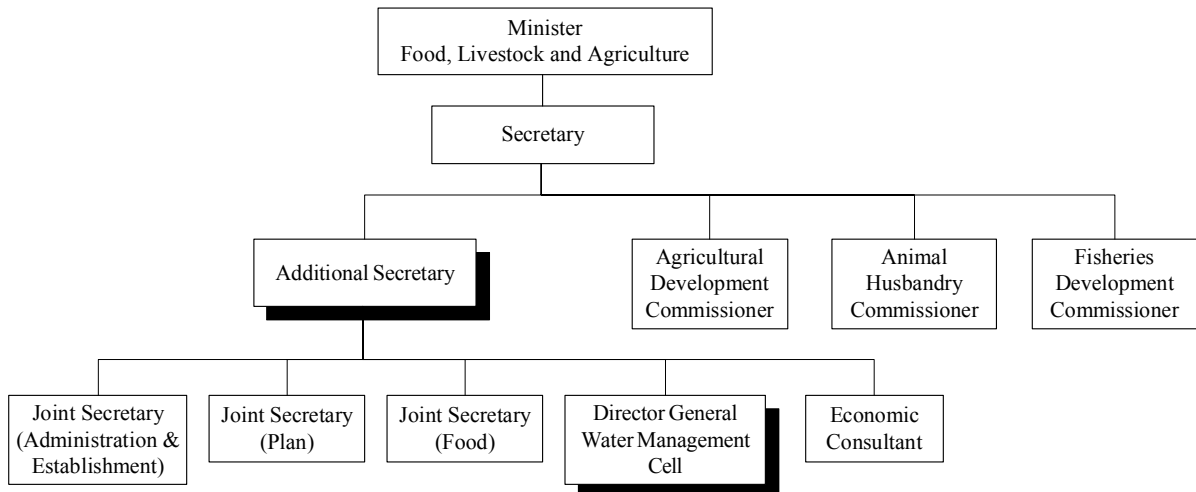 Minister
Food, Livestock and Agriculture
Secretary
Additional Secretary
Agricultural
Development
Commissioner
Animal
Husbandry
Commissioner
Fisheries
Development
Commissioner
Joint Secretary
(Administration &
Establishment)
Joint Secretary
(Plan)
Joint Secretary
(Food)
Director General
Water Management
Cell
Economic
Consultant